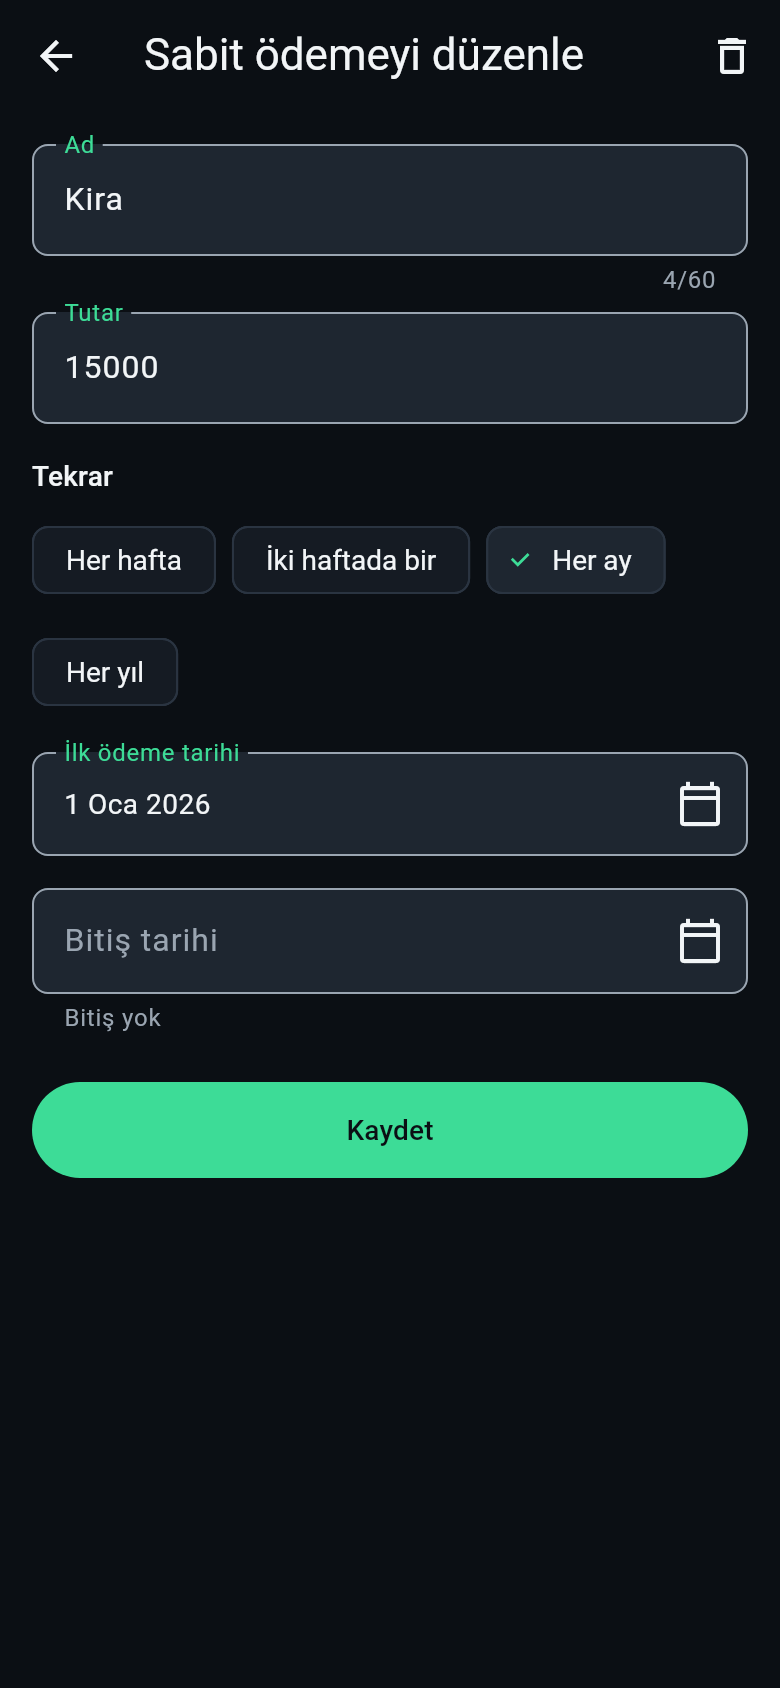 Sabit ödemeyi düzenle
Ad
Kira
4/60
Tutar
15000
Tekrar
Her hafta
İki haftada bir
Her ay
Her yıl
İlk ödeme tarihi
1 Oca 2026
Bitiş tarihi
Bitiş yok
Kaydet